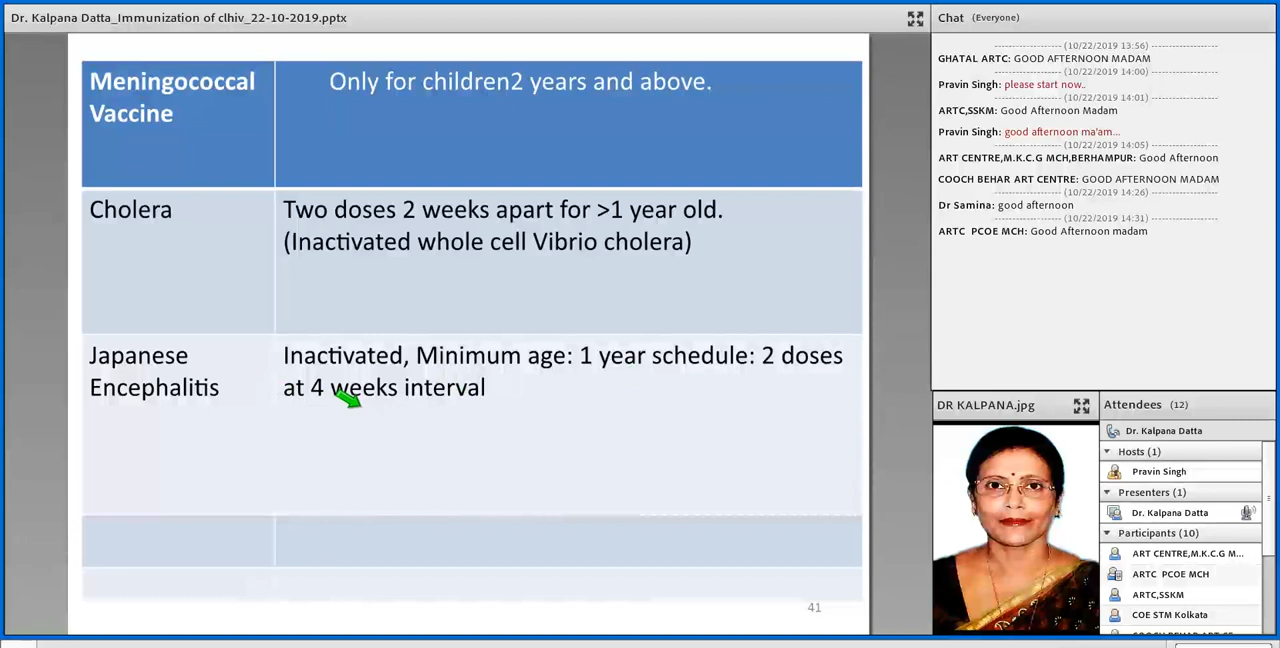 Dr. Kalpana Datta_Immunization of clhiv_22-10-2019.pptx
Meningococcal
Vaccine
Only for children2 years and above.
Cholera
Two doses 2 weeks apart for >1 year old.
(Inactivated whole cell Vibrio cholera)
Japanese
Encephalitis
Inactivated, Minimum age: 1 year schedule: 2 doses
at 4 weeks interval
41
Chat (Everyone)
(10/22/2019 13:56)
GHATAL ARTC: GOOD AFTERNOON MADAM
(10/22/2019 14:00)
Pravin Singh: please start now..
(10/22/2019 14:01)
ARTC,SSKM: Good Afternoon Madam
Pravin Singh: good afternoon ma'am...
(10/22/2019 14:05)
ART CENTRE,M.K.C.G MCH,BERHAMPUR: Good Afternoon
COOCH BEHAR ART CENTRE: GOOD AFTERNOON MADAM
(10/22/2019 14:26)
Dr Samina: good afternoon
(10/22/2019 14:31)
ARTC PCOE MCH: Good Afternoon madam
DR KALPANA.jpg
Attendees (12)
Dr. Kalpana Datta
Hosts (1)
Pravin Singh
Presenters (1)
Dr. Kalpana Datta
Participants (10)
ART CENTRE,M.K.C.G M...
ARTC PCOE MCH
ARTC,SSKM
COE STM Kolkata